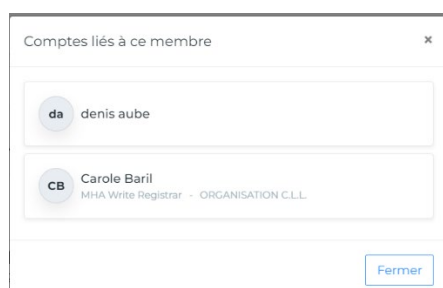 Comptes liés à ce membre ×
da denis aube
CB Carole Baril
MHA Write Registrar - ORGANISATION C.L.L.
Fermer